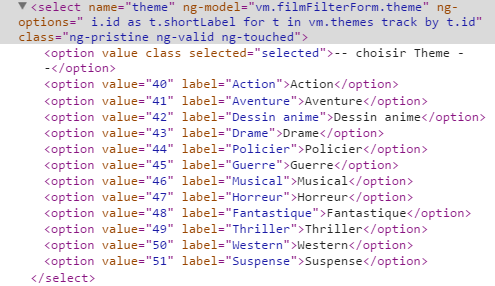 <select name="theme" ng-model="vm.filmFilterForm.theme" ng-
options=" i.id as t.shortLabel for t in vm.themes track by t.id"
class="ng-pristine ng-valid ng-touched">
<option value class selected="selected">-- choisir Theme -
-</option>
<option value="40" label="Action">Action</option>
<option value="41" label="Aventure">Aventure</option>
<option value="42" label="Dessin anime">Dessin anime</option>
<option value="43" label="Drame">Drame</option>
<option value="44" label="Policier">Policier</option>
<option value="45" label="Guerre">Guerre</option>
<option value="46" label="Musical">Musical</option>
<option value="47" label="Horreur">Horreur</option>
<option value="48" label="Fantastique">Fantastique</option>
<option value="49" label="Thriller">Thriller</option>
<option value="50" label="Western">Western</option>
<option value="51" label="Suspense">Suspense</option>
</select>